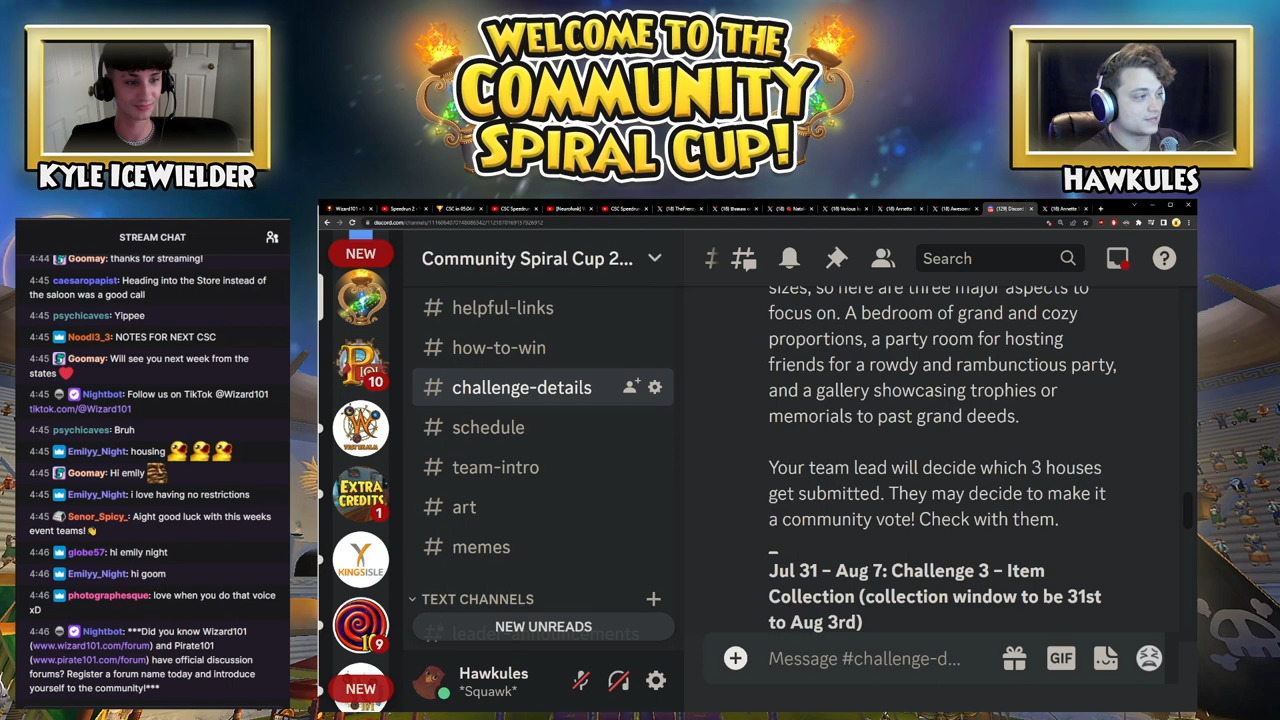 WELCOME TO THE
COMMUNITY
SPIRAL CUP!
KYLE ICEWIELDER
HAWKULES
STREAM CHAT
4:44 Goomay: thanks for streaming!
4:45 caesaropapist: Heading into the Store instead of
the saloon was a good call
4:45 psychicaves: Yippee
4:45 Noodl3_3: NOTES FOR NEXT CSC
4:45 Goomay: Will see you next week from the
states
4:45 Nightbot: Follow us on TikTok @Wizard101
tiktok.com/@Wizard101
4:45 psychicaves: Bruh
4:45 Emilyy_Night: housing
4:45 Goomay: Hi emily
4:45 Emilyy_Night: i love having no restrictions
4:45 Senor_Spicy_: Aight good luck with this weeks
event teams!
4:46 globe57: hi emily night
4:46 Emilyy_Night: hi goom
4:46 photographesque: love when you do that voice
xD
4:46 Nightbot: ***Did you know Wizard101
(www.wizard101.com/forum) and Pirate101
(www.pirate101.com/forum) have official discussion
forums? Register a forum name today and introduce
yourself to the community!***
NEW
10
EXTRA
CREDITS
1
KINGSISLE
9
NEW
Community Spiral Cup 2...
# helpful-links
# how-to-win
# challenge-details
# schedule
# team-intro
# art
# memes
TEXT CHANNELS
leader-announcements
NEW UNREADS
Hawkules
*Squawk*
Search
sizes, so here are three major aspects to
focus on. A bedroom of grand and cozy
proportions, a party room for hosting
friends for a rowdy and rambunctious party,
and a gallery showcasing trophies or
memorials to past grand deeds.
Your team lead will decide which 3 houses
get submitted. They may decide to make it
a community vote! Check with them.
–
Jul 31 – Aug 7: Challenge 3 – Item
Collection (collection window to be 31st
to Aug 3rd)
Message #challenge-d...
GIF